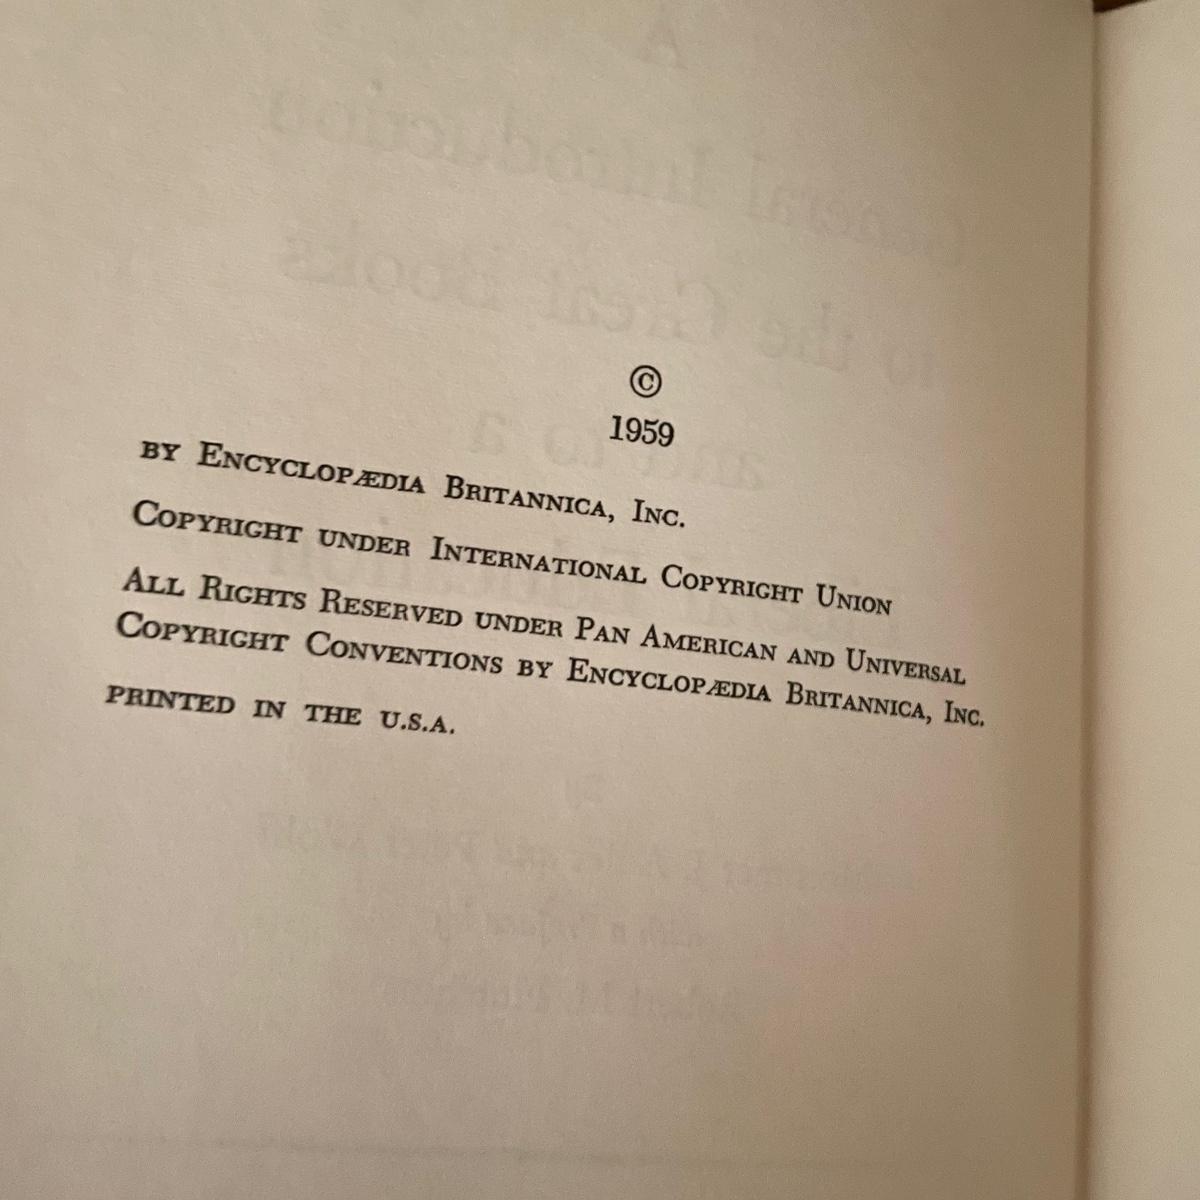 ©
1959
BY ENCYCLOPÆDIA BRITANNICA, INC.
COPYRIGHT UNDER INTERNATIONAL COPYRIGHT UNION
ALL RIGHTS RESERVED UNDER PAN AMERICAN AND UNIVERSAL
COPYRIGHT CONVENTIONS BY ENCYCLOPÆDIA BRITANNICA, INC.
PRINTED IN THE U.S.A.